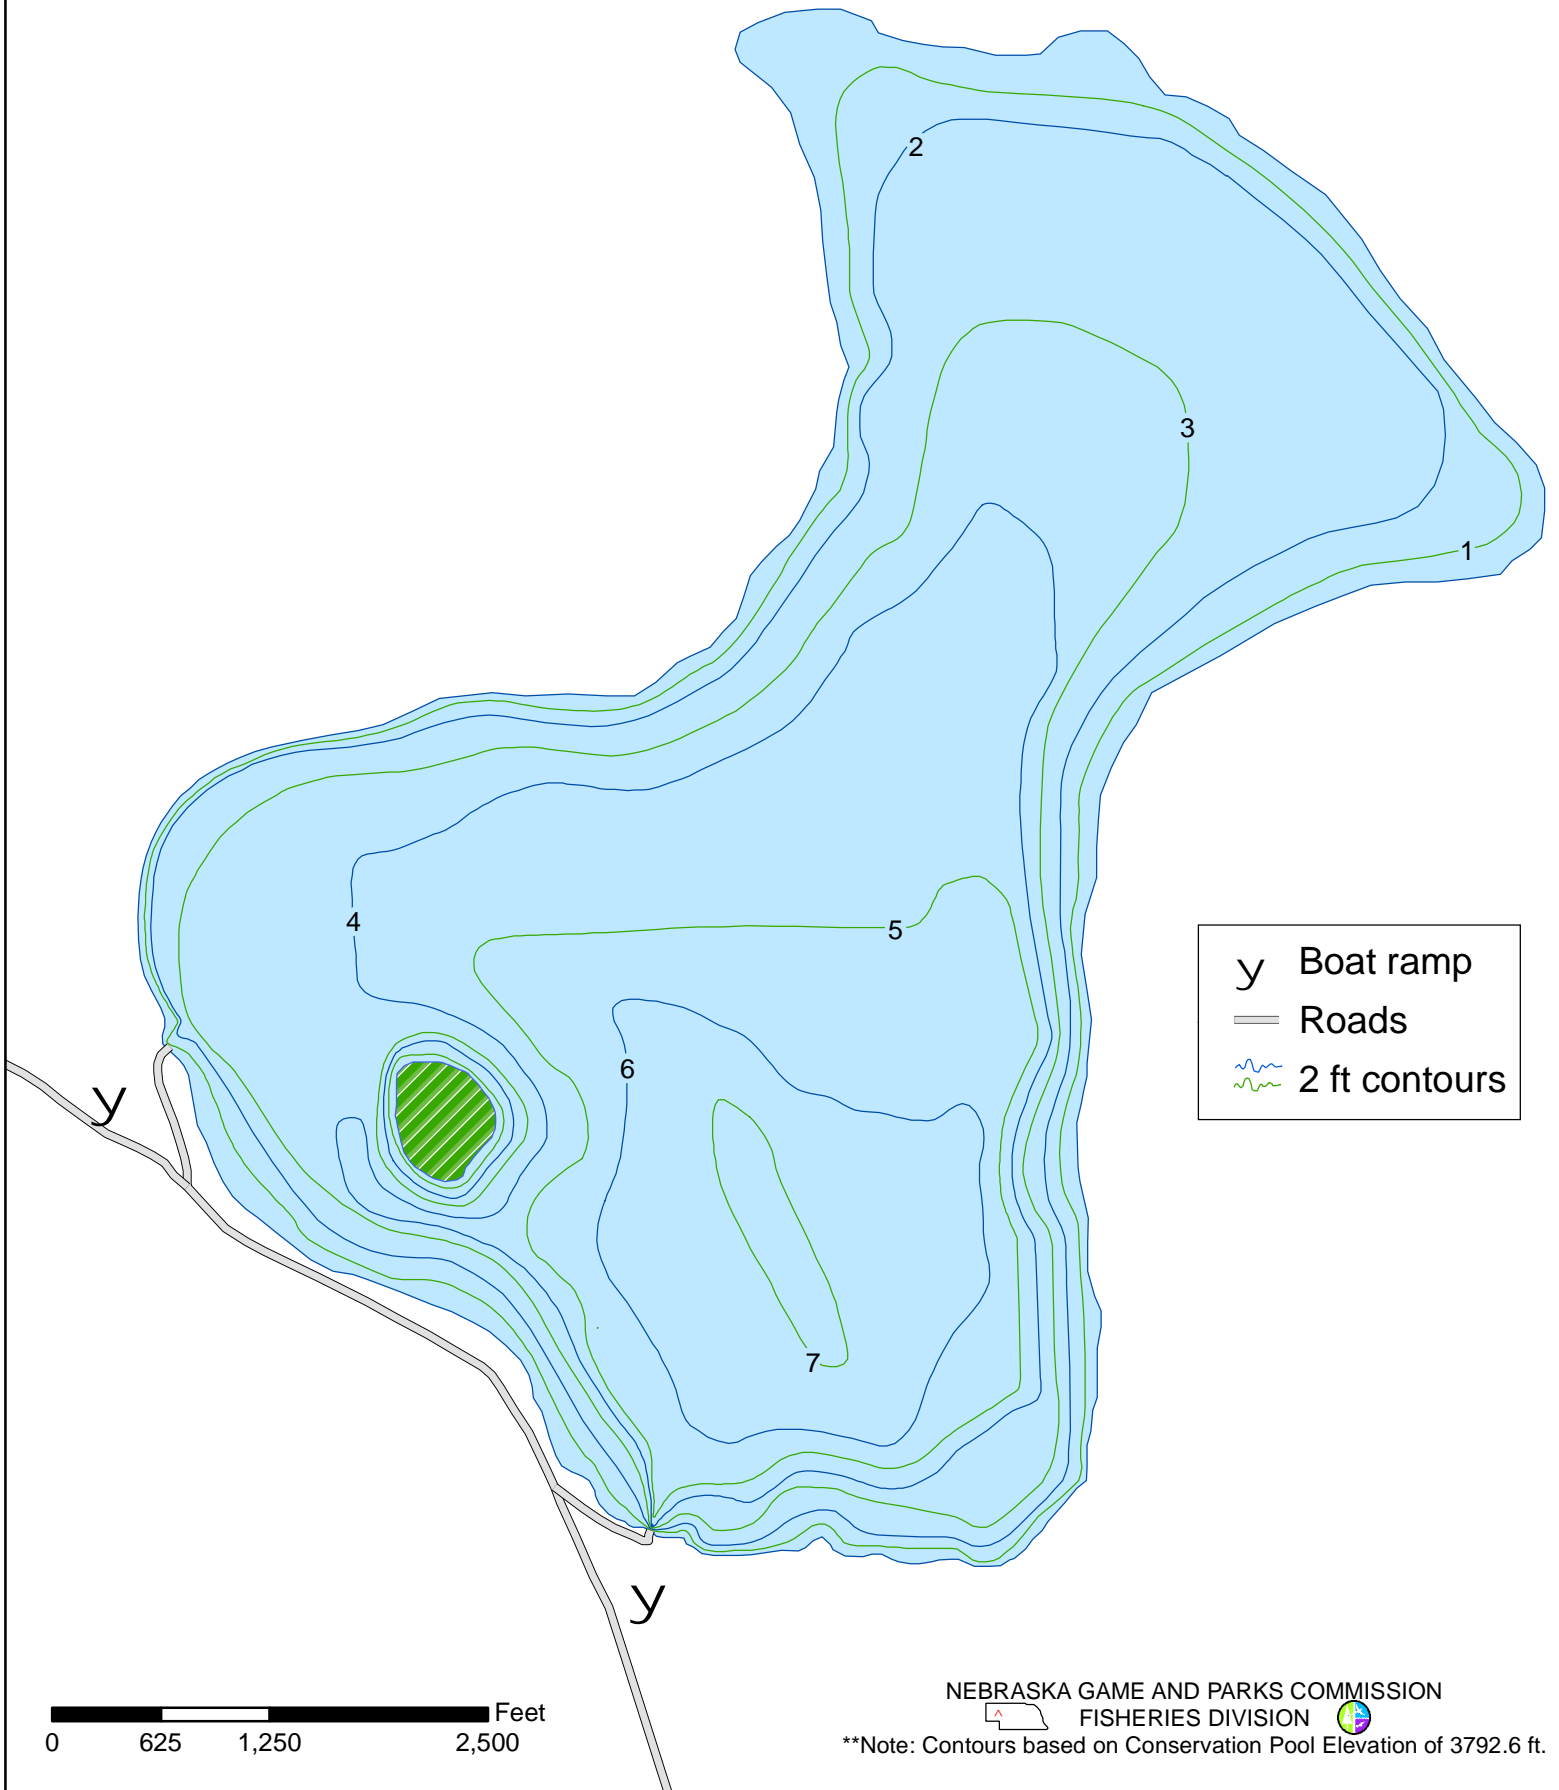 2
3
1
4
5
6
7
y Boat ramp
Roads
2 ft contours
y
y
Feet
0 625 1,250 2,500
NEBRASKA GAME AND PARKS COMMISSION
FISHERIES DIVISION
**Note: Contours based on Conservation Pool Elevation of 3792.6 ft.